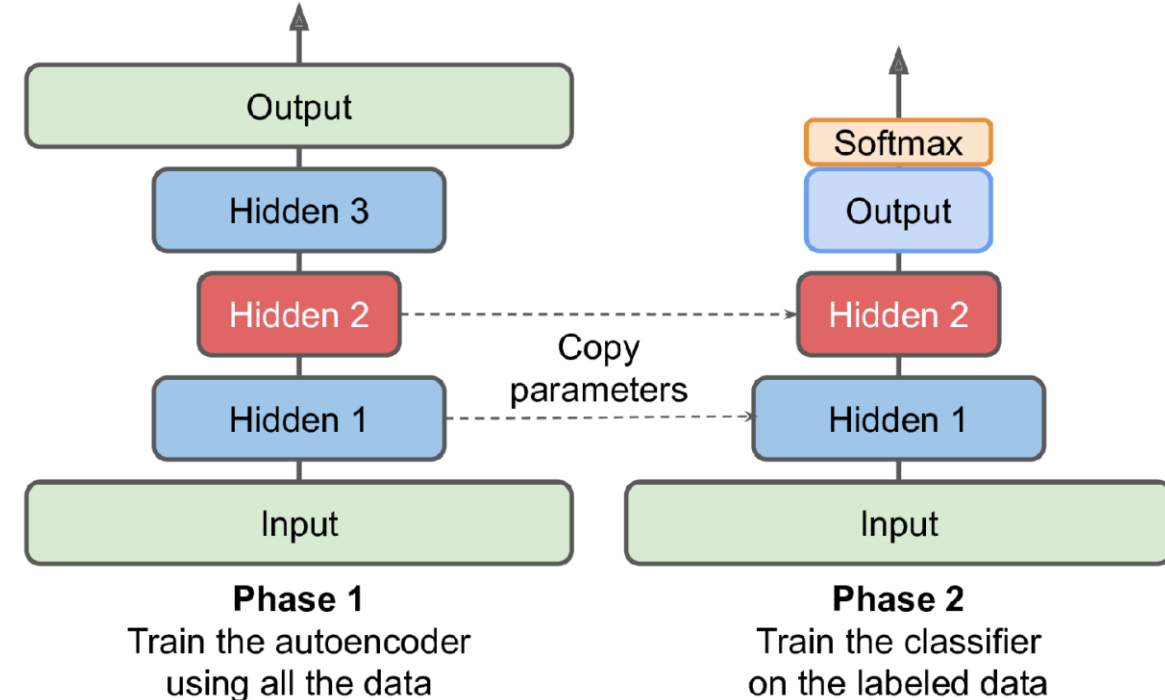 Output
Hidden 3
Hidden 2
Hidden 1
Input
Phase 1
Train the autoencoder
using all the data
Copy
parameters
Softmax
Output
Hidden 2
Hidden 1
Input
Phase 2
Train the classifier
on the labeled data